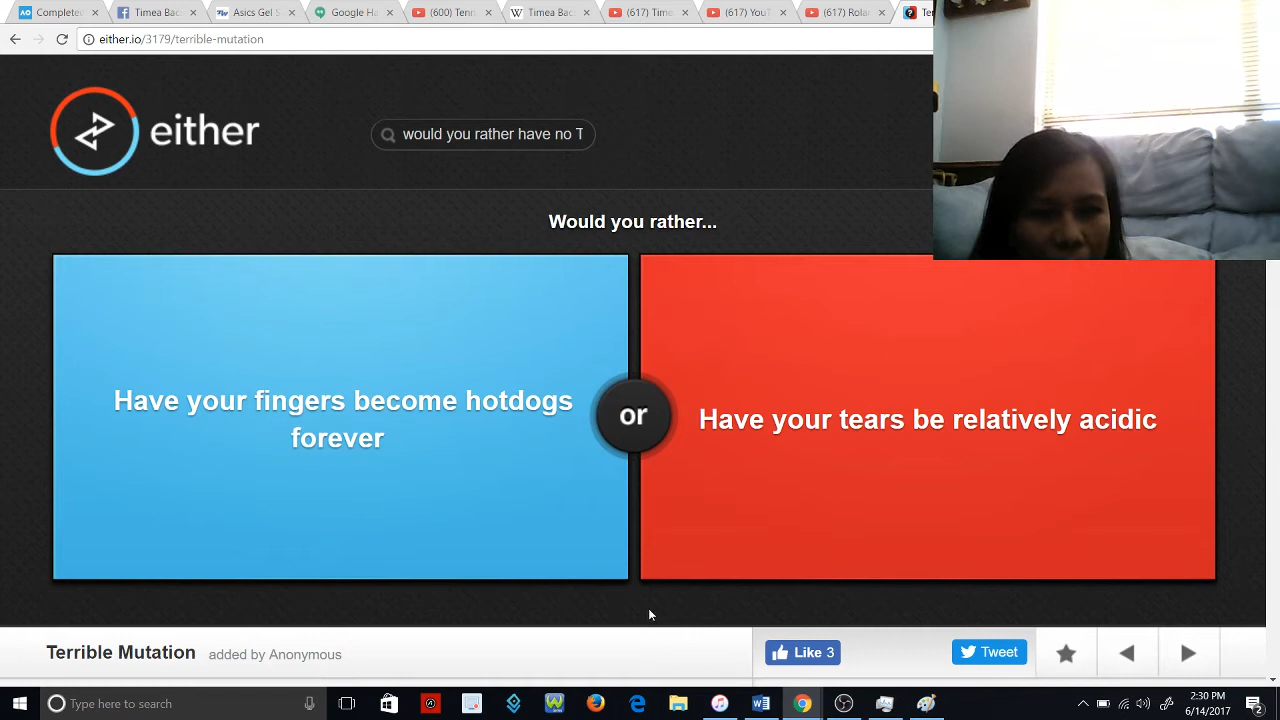 Completed
Timea Bac
Asics Gel S
Google Ha
(600) Tenn
Timea Bac
(617) Time
(617) You
(617) Rolan
either.io/3179/terrible-mutation
either
would you rather have no T
Would you rather...
Have your fingers become hotdogs
forever
or
Have your tears be relatively acidic
Terrible Mutation added by Anonymous
Like 3
Tweet
Type here to search
2:30 PM
6/14/2017
2